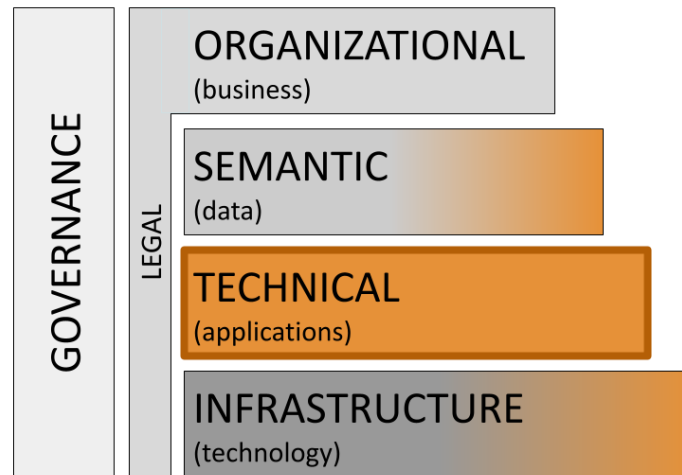 GOVERNANCE
LEGAL
ORGANIZATIONAL
(business)
SEMANTIC
(data)
TECHNICAL
(applications)
INFRASTRUCTURE
(technology)